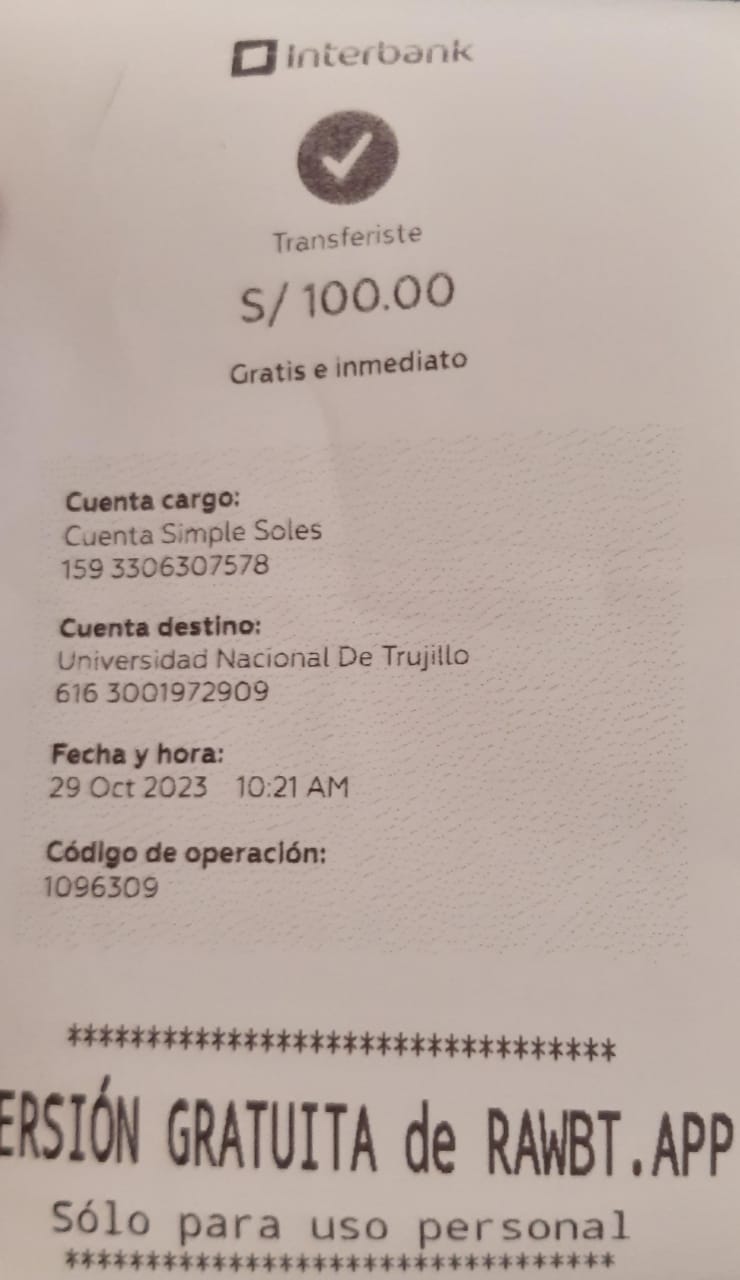 Interbank
Transferiste
S/ 100.00
Gratis e inmediato
Cuenta cargo:
Cuenta Simple Soles
159 3306307578
Cuenta destino:
Universidad Nacional De Trujillo
616 3001972909
Fecha y hora:
29 Oct 2023 10:21 AM
Código de operación:
1096309
**********************************
ERSIÓN GRATUITA de RAWBT.APP
Sólo para uso personal
**********************************